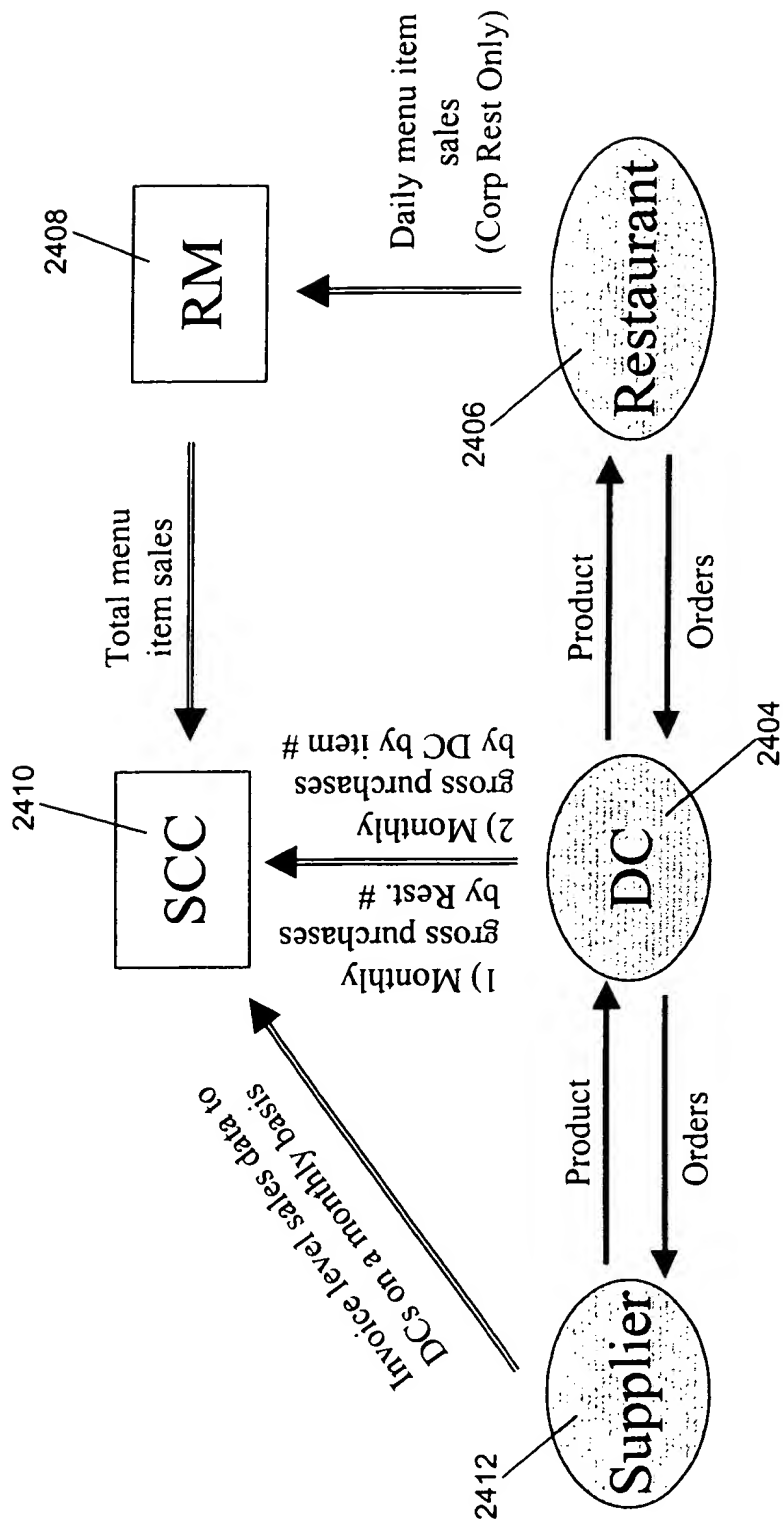 2410
SCC
Total menu
item sales
2408
RM
Invoice level sales data to
DCs on a monthly basis
1) Monthly
gross purchases
by Rest. #
2) Monthly
gross purchases
by DC by item #
Daily menu item
sales
(Corp Rest Only)
2412
Supplier
Product
Orders
DC
2404
Product
Orders
2406
Restaurant